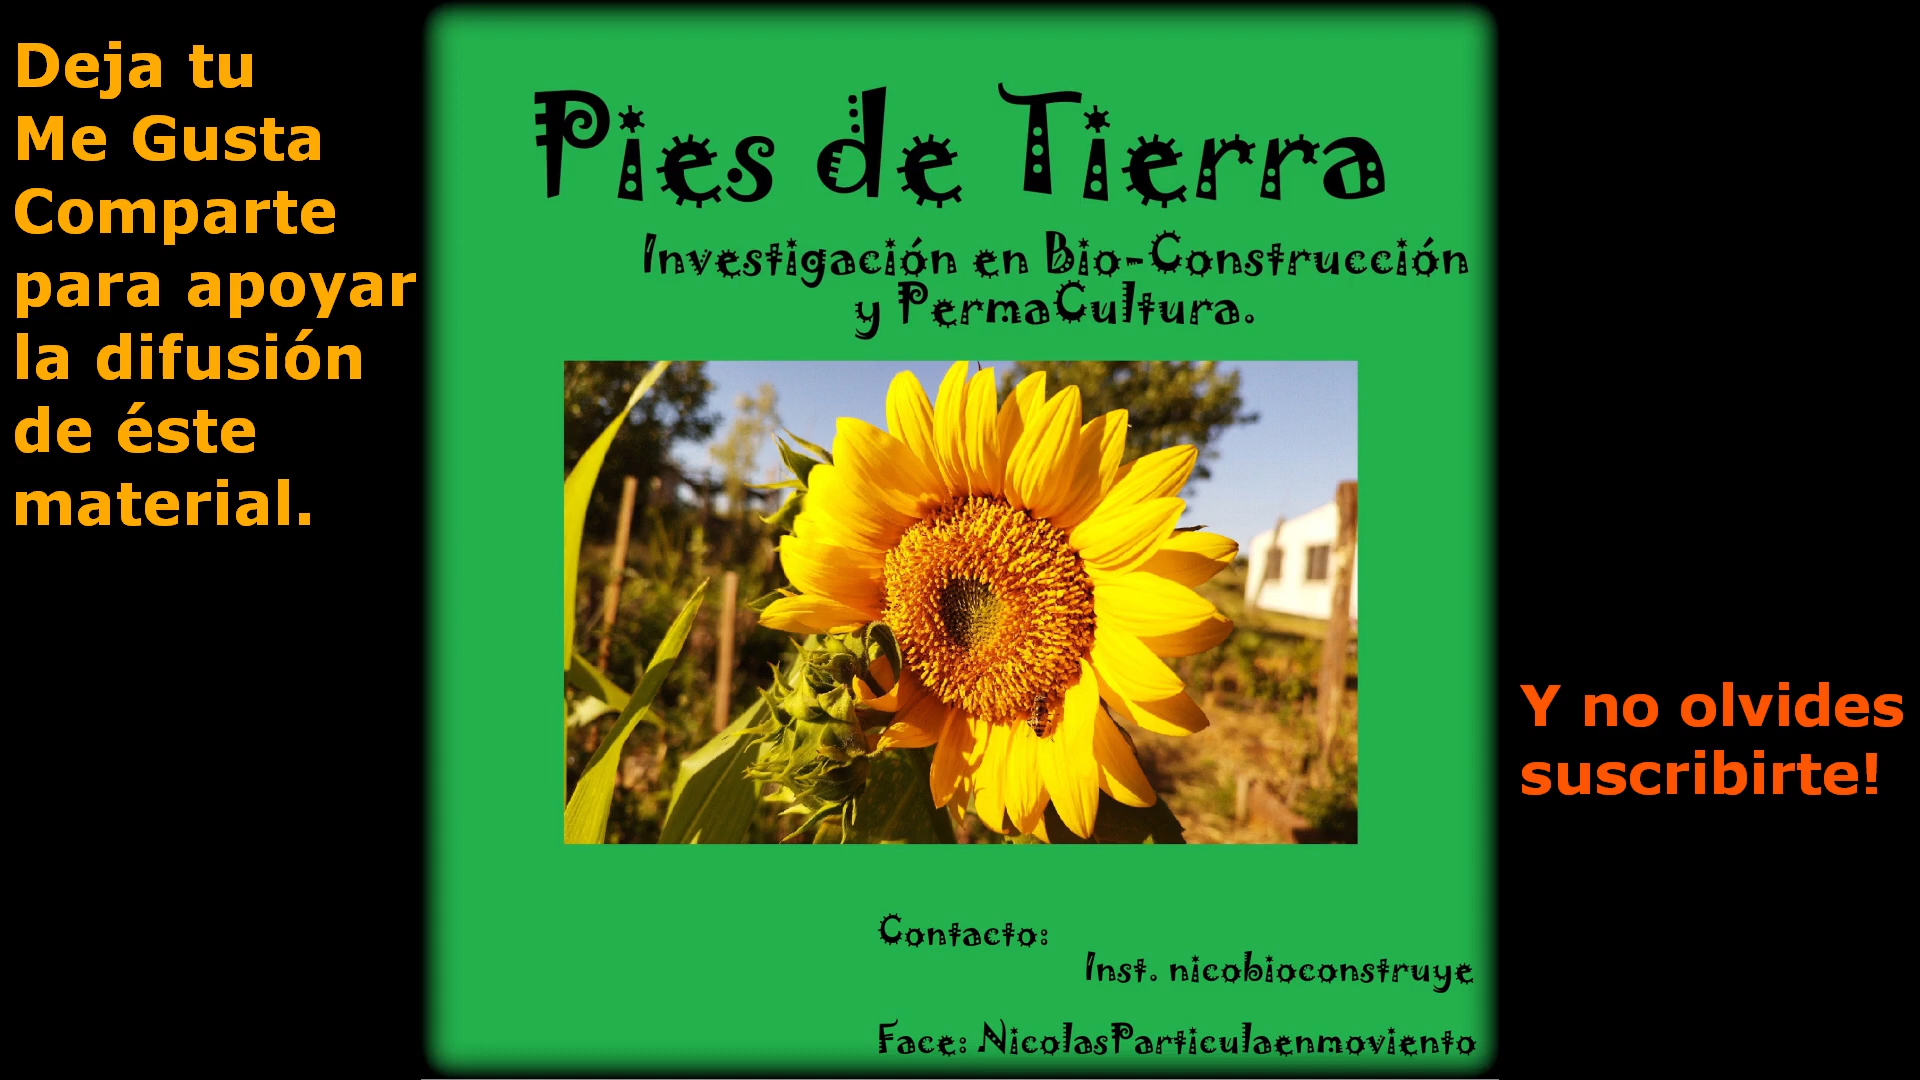 Deja tu
Me Gusta
Comparte
para apoyar
la difusión
de éste
material.
Pies de Tierra
Investigación en Bio-Construcción
y PermaCultura.
Contacto:
Inst. nicobioconstruye
Face: NicolasParticulaenmoviento
Y no olvides
suscribirte!